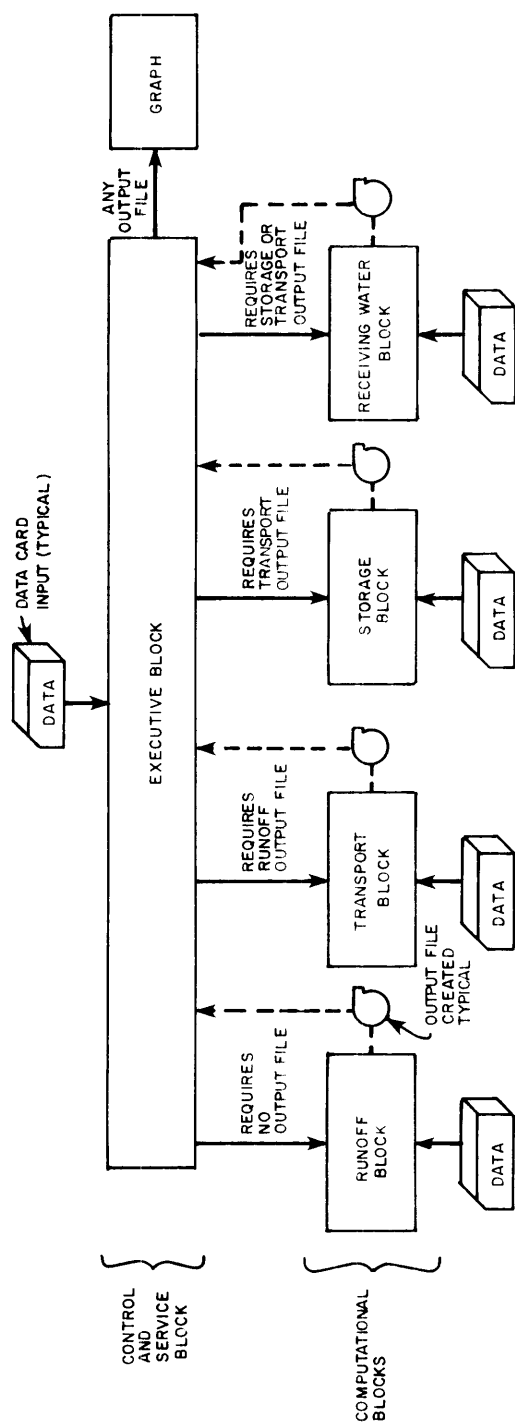 DATA CARD
INPUT (TYPICAL)
DATA
CONTROL
AND
SERVICE
BLOCK
EXECUTIVE BLOCK
ANY
OUTPUT
FILE
GRAPH
REQUIRES
NO
OUTPUT FILE
REQUIRES
RUNOFF
OUTPUT FILE
REQUIRES
TRANSPORT
OUTPUT FILE
REQUIRES
STORAGE OR
TRANSPORT
OUTPUT FILE
COMPUTATIONAL
BLOCKS
RUNOFF
BLOCK
OUTPUT FILE
CREATED
TYPICAL
TRANSPORT
BLOCK
STORAGE
BLOCK
RECEIVING WATER
BLOCK
DATA
DATA
DATA
DATA